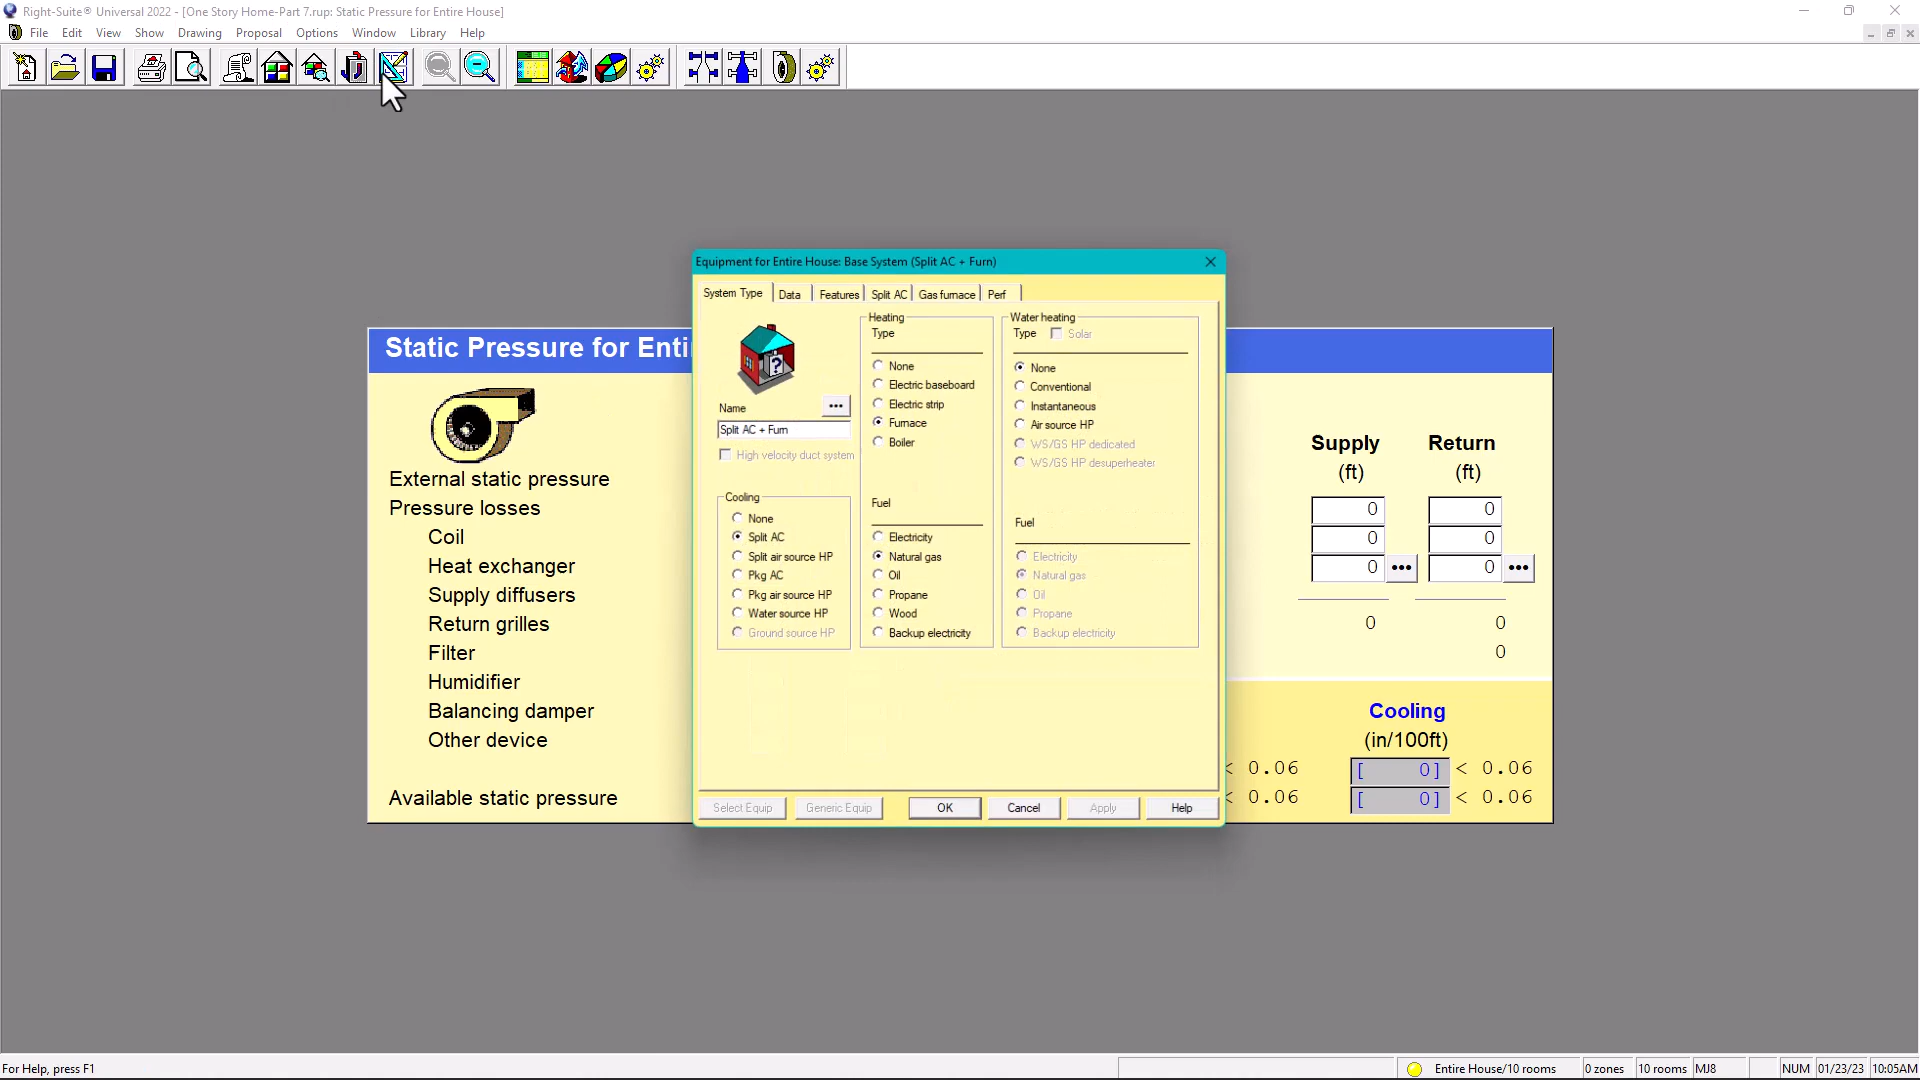 Right-Suite® Universal 2022 - [One Story Home-Part 7.rup: Static Pressure for Entire House]
File Edit View Show Drawing Proposal Options Window Library Help
Equipment for Entire House: Base System (Split AC + Furn)
System Type Data Features Split AC Gas furnace Perf
Name
Split AC + Furn
High velocity duct system
Cooling
None
Split AC
Split air source HP
Pkg AC
Pkg air source HP
Water source HP
Ground source HP
Heating
Type
None
Electric baseboard
Electric strip
Furnace
Boiler
Fuel
Electricity
Natural gas
Oil
Propane
Wood
Backup electricity
Water heating
Type Solar
None
Conventional
Instantaneous
Air source HP
WS/GS HP dedicated
WS/GS HP desuperheater
Fuel
Electricity
Natural gas
Oil
Propane
Backup electricity
Select Equip Generic Equip OK Cancel Apply Help
Static Pressure for Enti
External static pressure
Pressure losses
Coil
Heat exchanger
Supply diffusers
Return grilles
Filter
Humidifier
Balancing damper
Other device
Available static pressure
Supply Return
(ft) (ft)
0 0
0 0
0 ••• 0 •••
0 0
0
Cooling
(in/100ft)
< 0.06 [ 0] < 0.06
< 0.06 [ 0] < 0.06
For Help, press F1
Entire House/10 rooms 0 zones 10 rooms MJ8 NUM 01/23/23 10:05AM